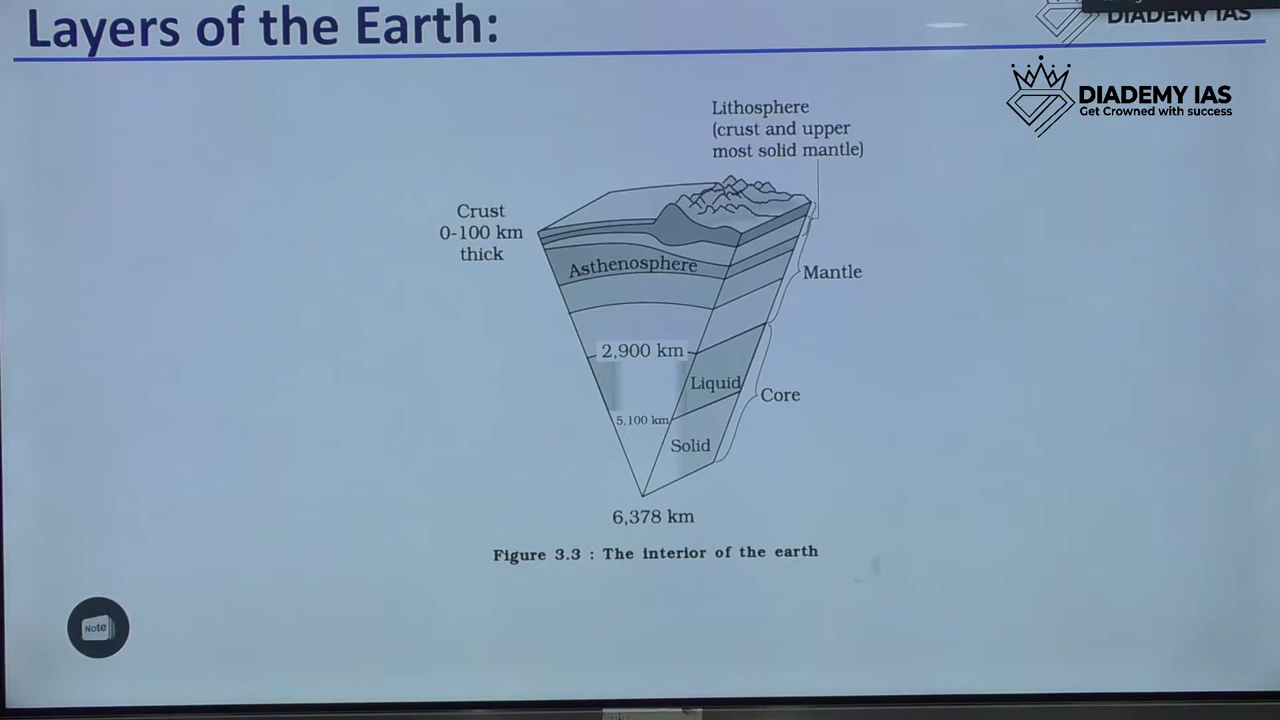 Layers of the Earth:
DIADEMY IAS
DIADEMY IAS
Get Crowned with success
Lithosphere
(crust and upper
most solid mantle)
Crust
0-100 km
thick
Asthenosphere
Mantle
2,900 km
Liquid
Core
5,100 km
Solid
6,378 km
Figure 3.3 : The interior of the earth
Note